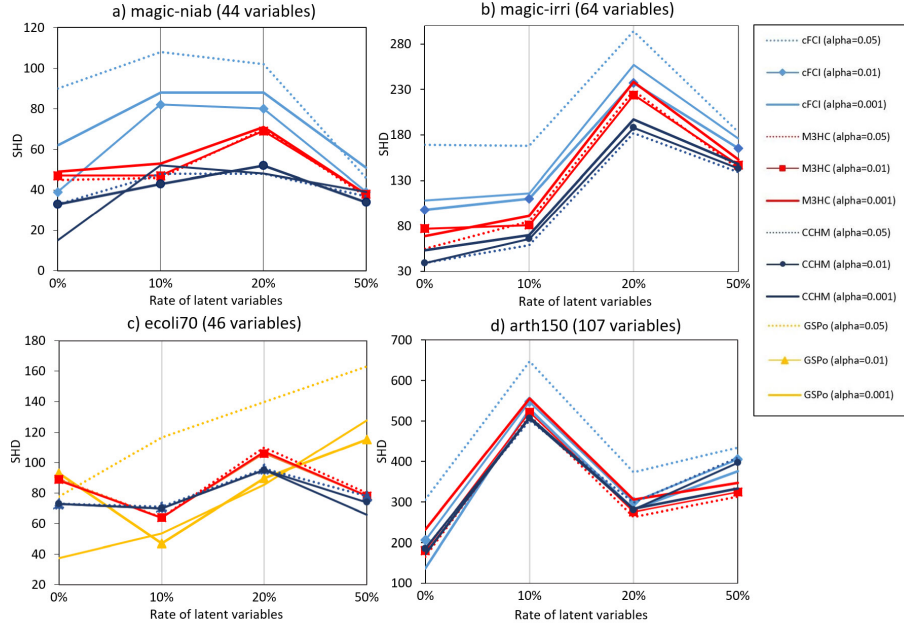 a) magic-niab (44 variables)
120
100
80
60
40
20
0
SHD
0%
10%
20%
50%
Rate of latent variables
b) magic-irri (64 variables)
280
230
180
130
80
30
SHD
0%
10%
20%
50%
Rate of latent variables
cFCI (alpha=0.05)
cFCI (alpha=0.01)
cFCI (alpha=0.001)
M3HC (alpha=0.05)
M3HC (alpha=0.01)
M3HC (alpha=0.001)
CCHM (alpha=0.05)
CCHM (alpha=0.01)
CCHM (alpha=0.001)
GSPo (alpha=0.05)
GSPo (alpha=0.01)
GSPo (alpha=0.001)
c) ecoli70 (46 variables)
180
160
140
120
100
80
60
40
20
SHD
0%
10%
20%
50%
Rate of latent variables
d) arth150 (107 variables)
700
600
500
400
300
200
100
SHD
0%
10%
20%
50%
Rate of latent variables